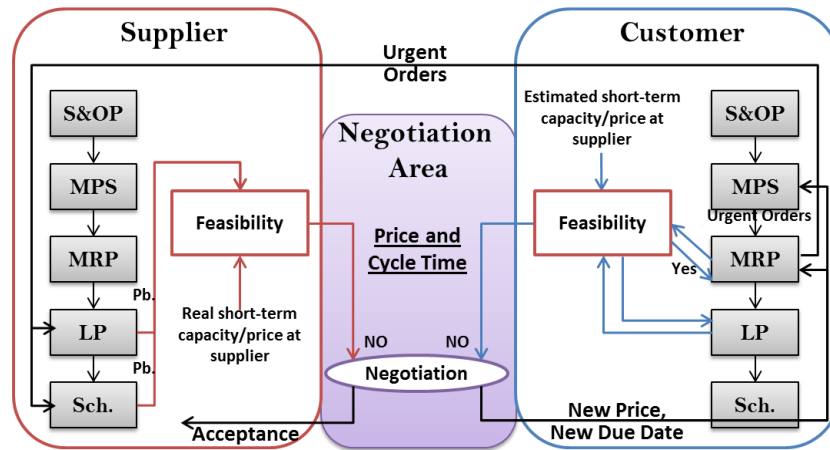 Supplier
Customer
Urgent
Orders
S&OP
MPS
MRP
LP
Sch.
Pb.
Pb.
Feasibility
Real short-term
capacity/price at
supplier
Acceptance
Negotiation
Area
Price and
Cycle Time
NO
NO
Negotiation
Estimated short-term
capacity/price at
supplier
Feasibility
Yes
S&OP
MPS
Urgent Orders
MRP
LP
Sch.
New Price,
New Due Date